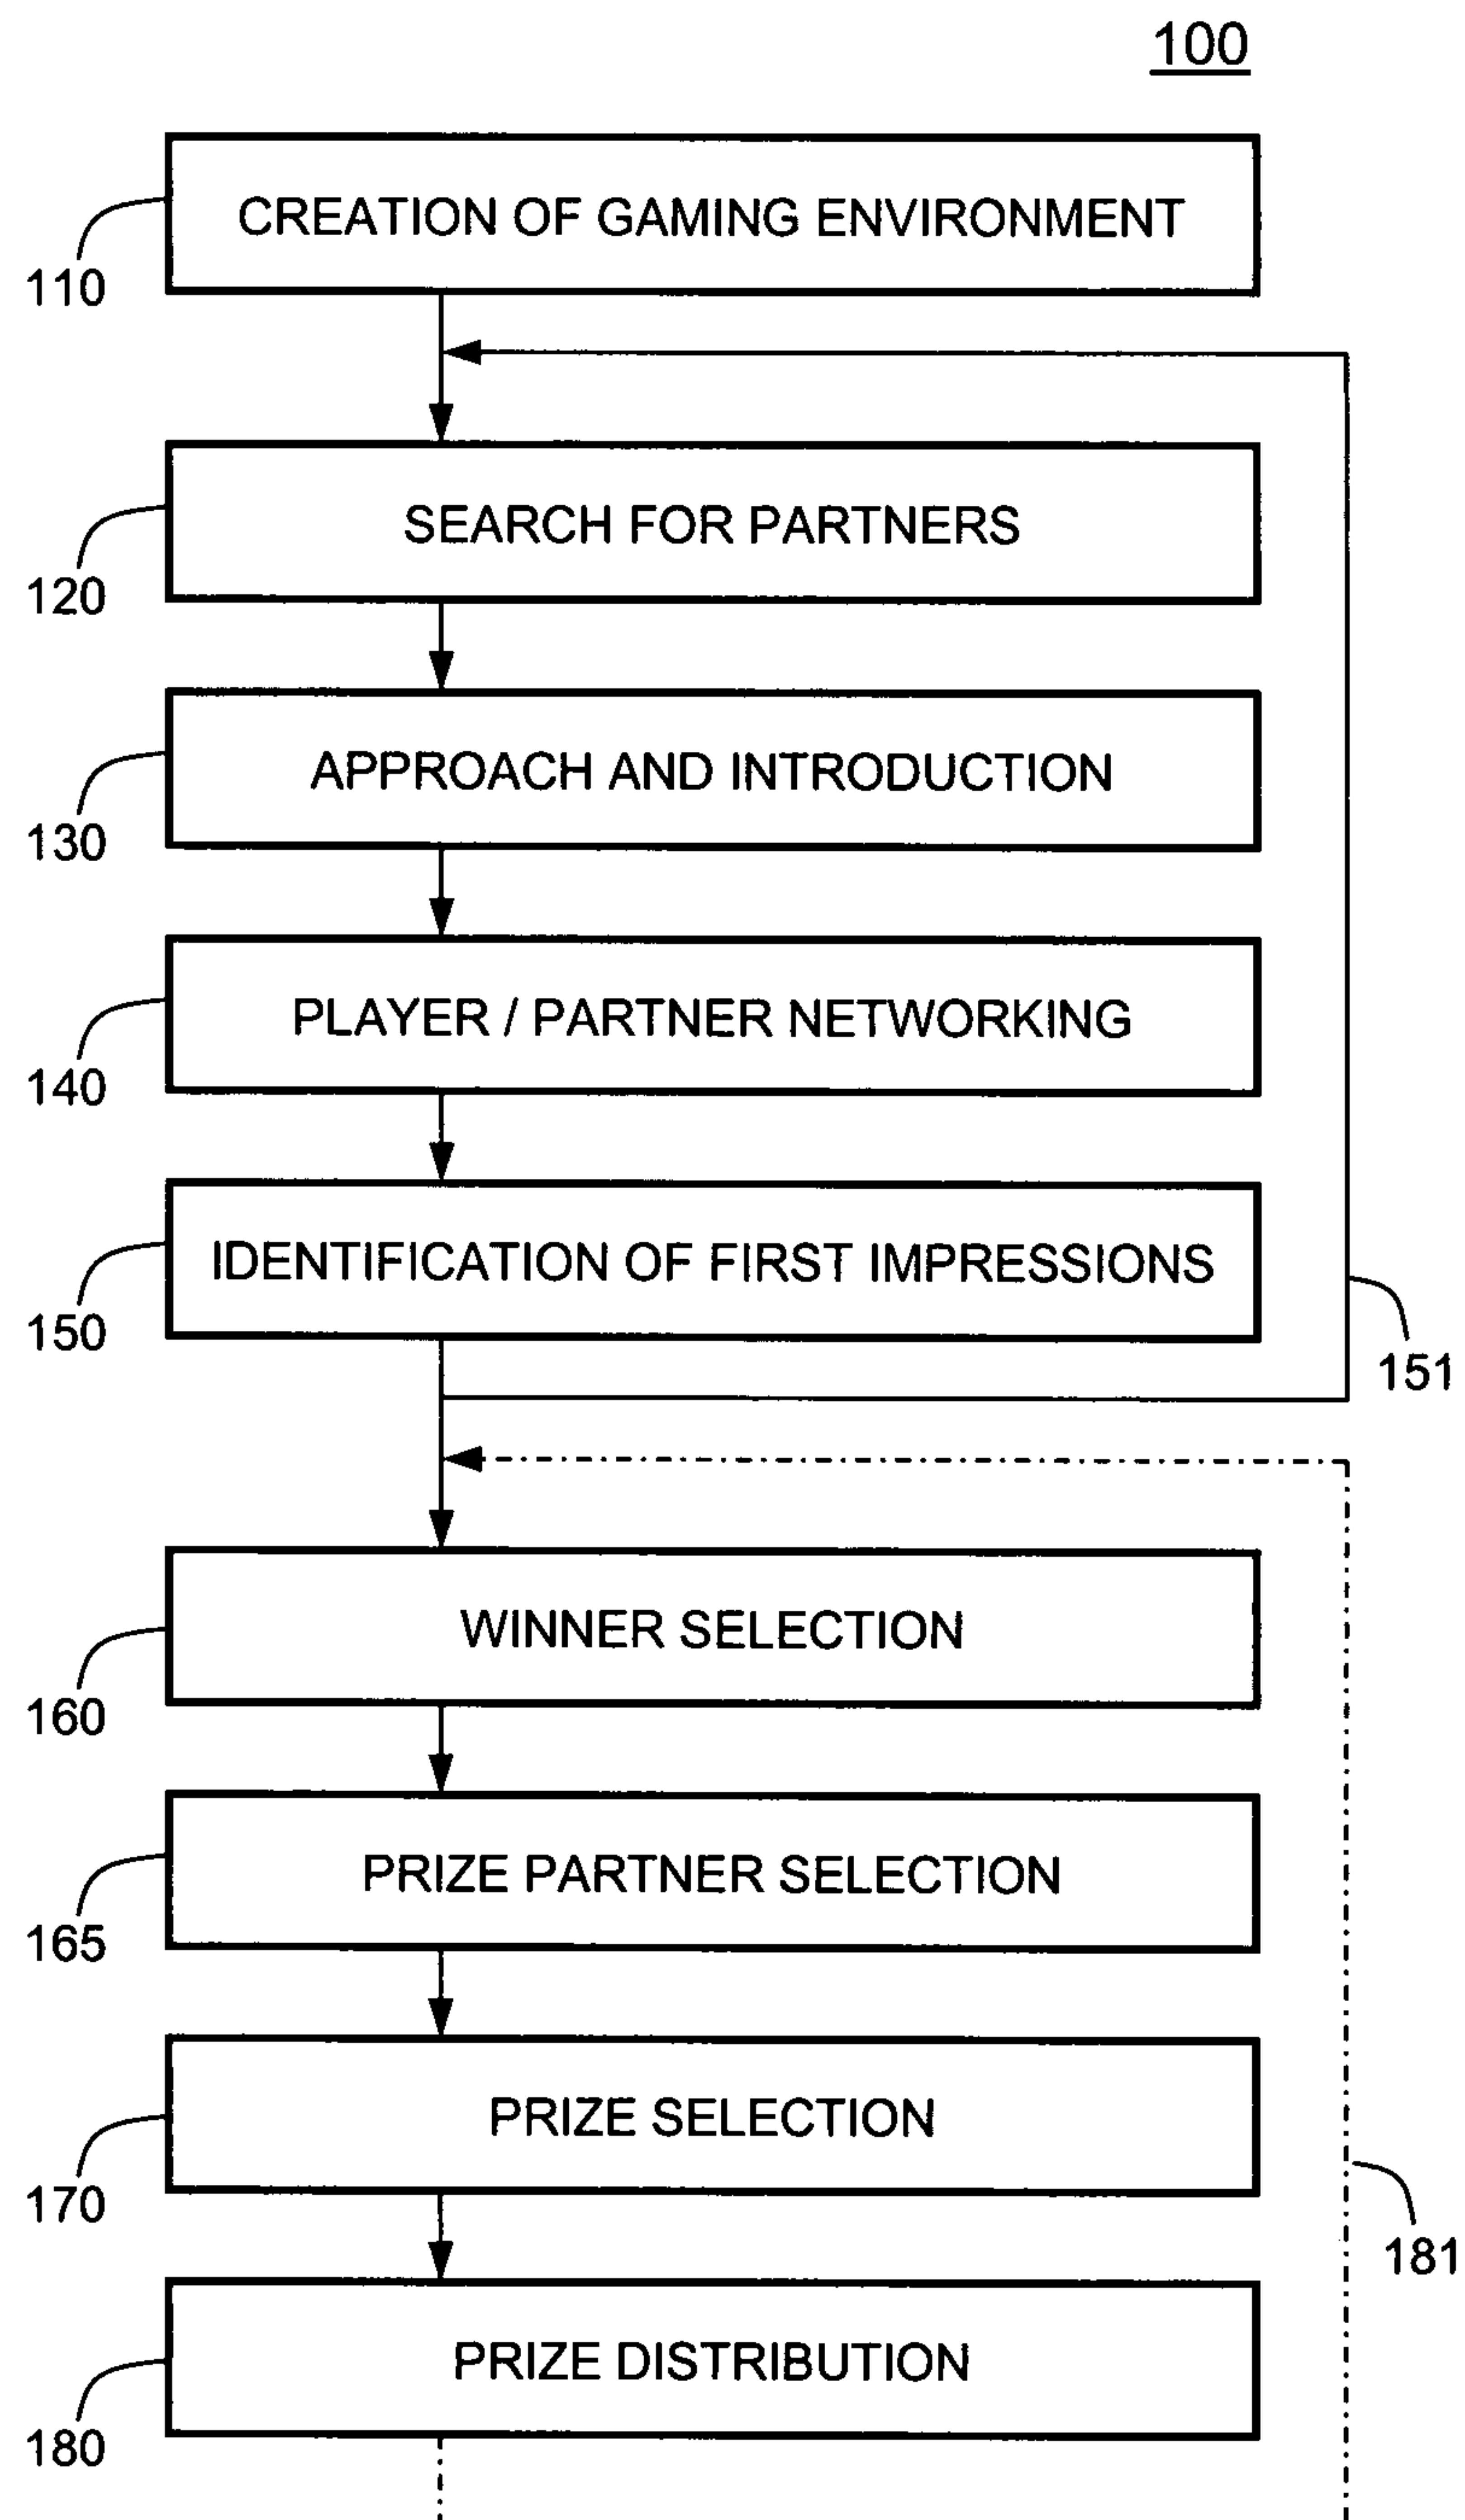 100
CREATION OF GAMING ENVIRONMENT
110
SEARCH FOR PARTNERS
120
APPROACH AND INTRODUCTION
130
PLAYER / PARTNER NETWORKING
140
IDENTIFICATION OF FIRST IMPRESSIONS
150
151
WINNER SELECTION
160
PRIZE PARTNER SELECTION
165
PRIZE SELECTION
170
181
PRIZE DISTRIBUTION
180